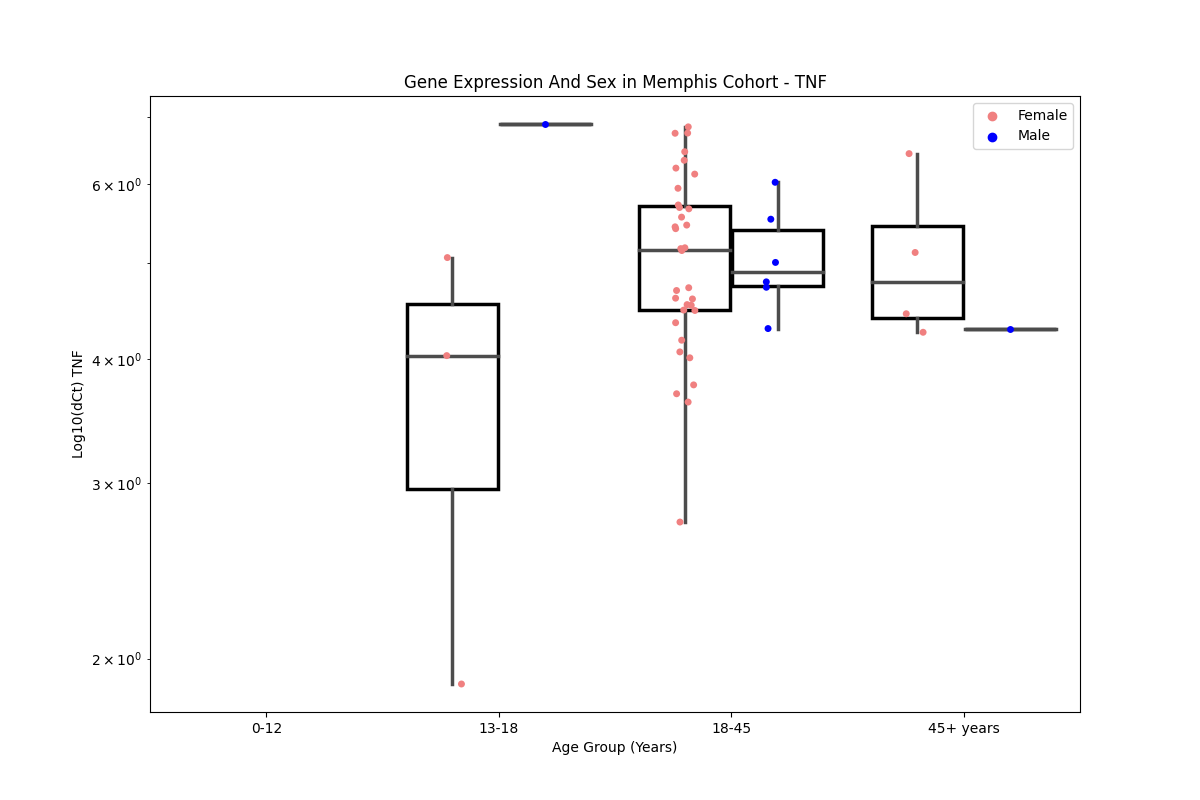 Gene Expression And Sex in Memphis Cohort - TNF
Female
Male
6 × 10⁰
4 × 10⁰
3 × 10⁰
2 × 10⁰
Log10(dCt) TNF
0-12
13-18
18-45
45+ years
Age Group (Years)